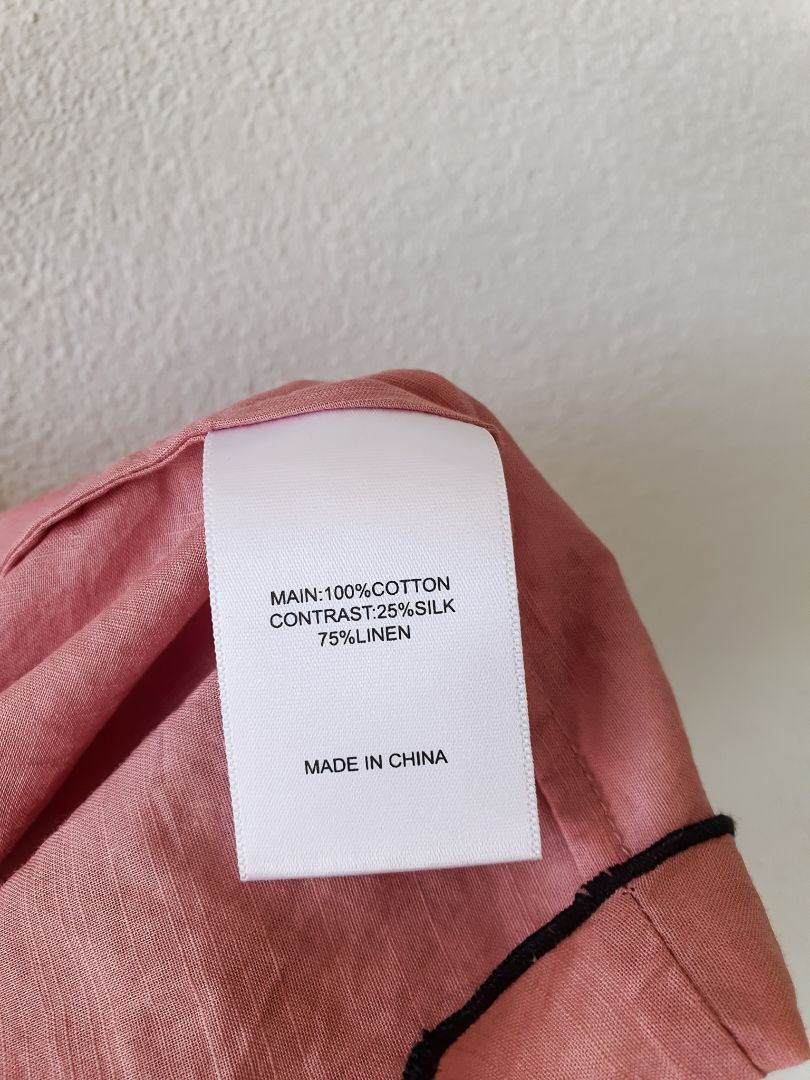 MAIN:100%COTTON
CONTRAST:25%SILK
75%LINEN
MADE IN CHINA